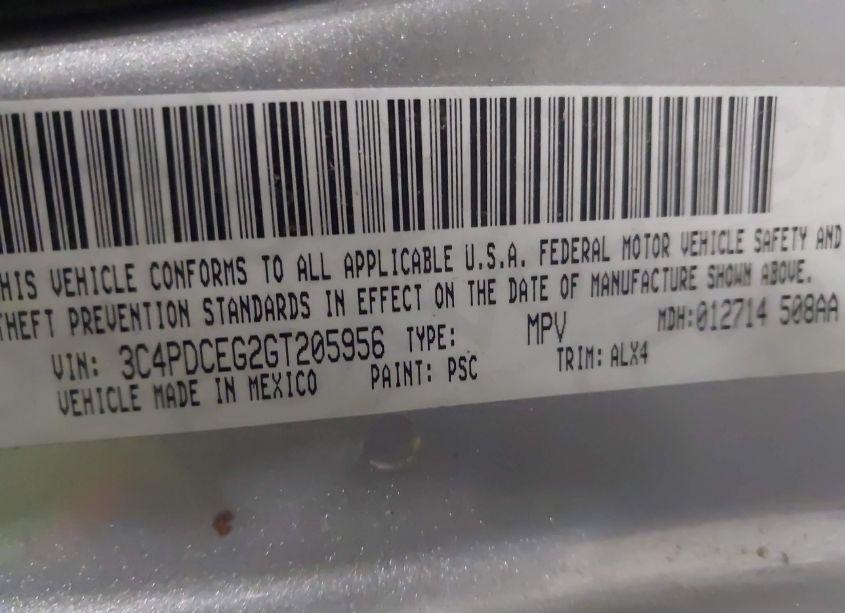 HIS VEHICLE CONFORMS TO ALL APPLICABLE U.S.A. FEDERAL MOTOR VEHICLE SAFETY AND
THEFT PREVENTION STANDARDS IN EFFECT ON THE DATE OF MANUFACTURE SHOWN ABOVE.
VIN: 3C4PDCEG2GT205956 TYPE: MPV MDH:012714 508AA
VEHICLE MADE IN MEXICO PAINT: PSC TRIM: ALX4